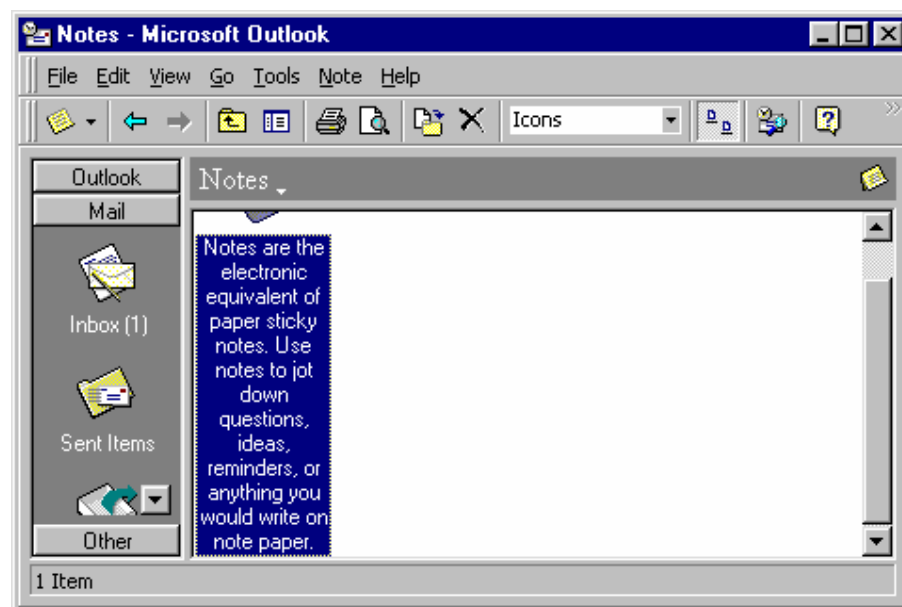 Notes - Microsoft Outlook
File Edit View Go Tools Note Help
Icons
Outlook
Mail
Inbox (1)
Sent Items
Other
Notes
Notes are the
electronic
equivalent of
paper sticky
notes. Use
notes to jot
down
questions,
ideas,
reminders, or
anything you
would write on
note paper.
1 Item